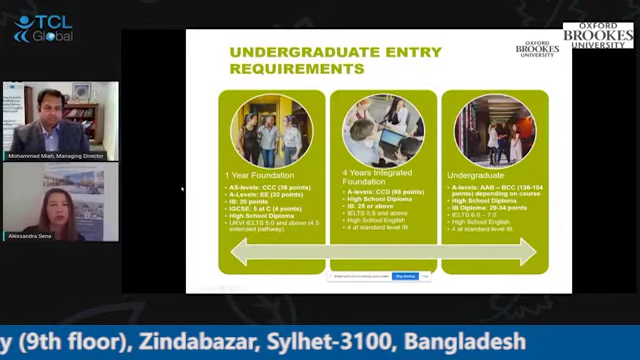 TCL
Global
OXFORD
BROOKES
UNIVERSITY
UNDERGRADUATE ENTRY
REQUIREMENTS
OXFORD
BROOKES
UNIVERSITY
Mohammad Miah, Managing Director
Alexsandra Sena
1 Year Foundation
• AS-levels: CCC (36 points)
• A-Levels: EE (32 points)
• IB: 20 points
• IGCSE: 5 at C (4 points)
• High School Diploma
• UKVI IELTS 5.0 and above (4.5
extended pathway)
4 Years Integrated
Foundation
• A-levels: CCD (88 points)
• High School Diploma
• IB: 25 or above
• IELTS 5.5 and above
• High School English
• 4 at standard level IB
Undergraduate
• A-levels: AAB - BCC (136-104
points) depending on course
• High School Diploma
• IB Diploma: 29-34 points
• IELTS 6.0 - 7.0
• High School English
• 4 at standard level IB
Stop Sharing
y (9th floor), Zindabazar, Sylhet-3100, Bangladesh